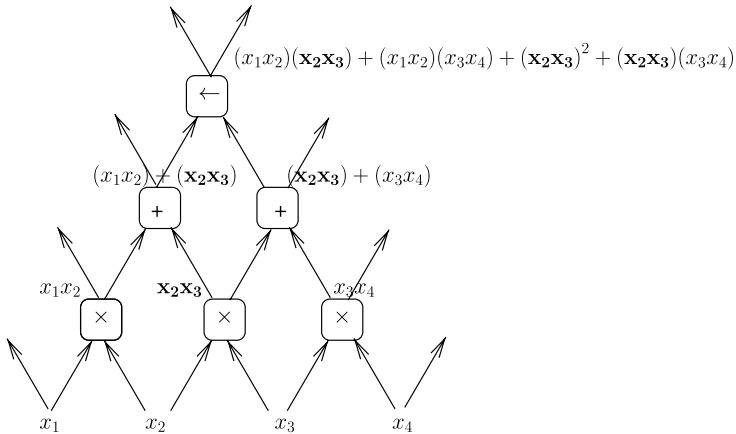 (x₁x₂)(𝐱₂𝐱₃) + (x₁x₂)(x₃x₄) + (𝐱₂𝐱₃)² + (𝐱₂𝐱₃)(x₃x₄)
←
(x₁x₂) + (𝐱₂𝐱₃) (𝐱₂𝐱₃) + (x₃x₄)
+ +
x₁x₂ 𝐱₂𝐱₃ x₃x₄
× × ×
x₁ x₂ x₃ x₄